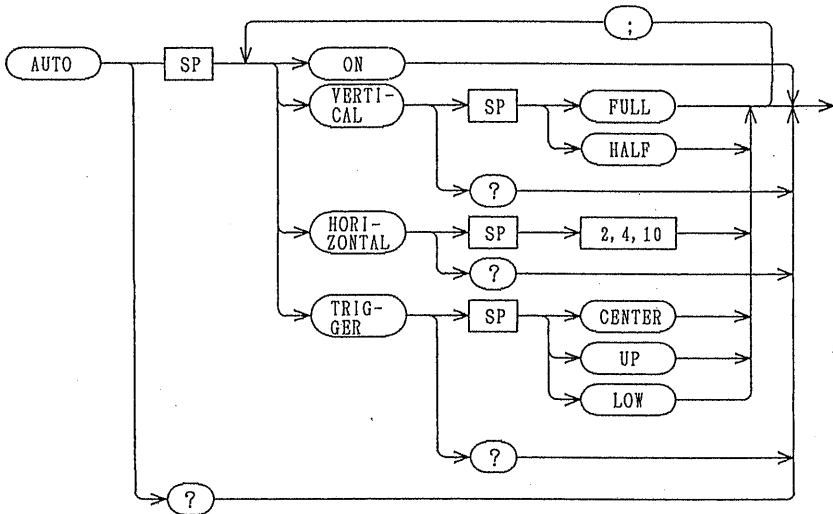 ;
AUTO
SP
ON
VERTI-
CAL
SP
FULL
HALF
?
HORI-
ZONTAL
SP
2, 4, 10
?
TRIG-
GER
SP
CENTER
UP
LOW
?
?